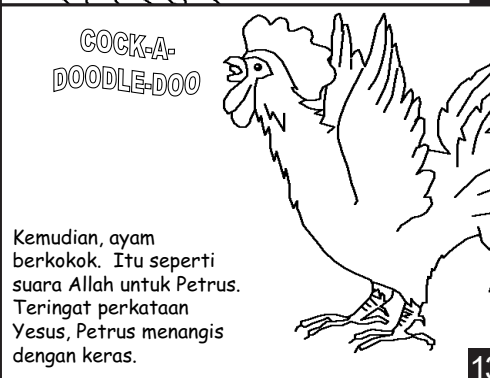 COCK-A-
DOODLE-DOO
Kemudian, ayam
berkokok. Itu seperti
suara Allah untuk Petrus.
Teringat perkataan
Yesus, Petrus menangis
dengan keras.